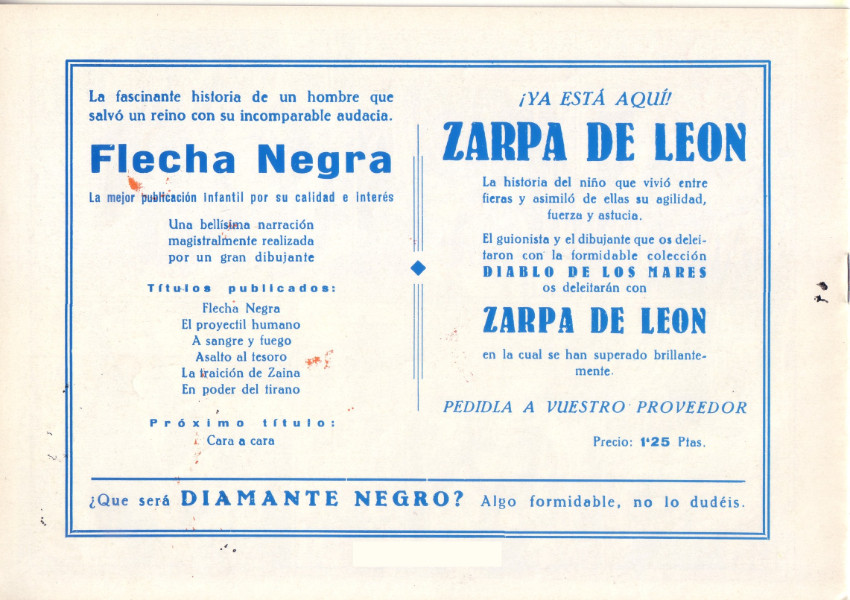 La fascinante historia de un hombre que
salvó un reino con su incomparable audacia.
Flecha Negra
La mejor publicación infantil por su calidad e interés
Una bellísima narración
magistralmente realizada
por un gran dibujante
Títulos publicados:
Flecha Negra
El proyectil humano
A sangre y fuego
Asalto al tesoro
La traición de Zaina
En poder del tirano
Próximo título:
Cara a cara
¡YA ESTÁ AQUÍ!
ZARPA DE LEON
La historia del niño que vivió entre
fieras y asimiló de ellas su agilidad,
fuerza y astucia.
El guionista y el dibujante que os delei-
taron con la formidable colección
DIABLO DE LOS MARES
os deleitarán con
ZARPA DE LEON
en la cual se han superado brillante-
mente.
PEDIDLA A VUESTRO PROVEEDOR
Precio: 1'25 Ptas.
¿Que será DIAMANTE NEGRO? Algo formidable, no lo dudéis.